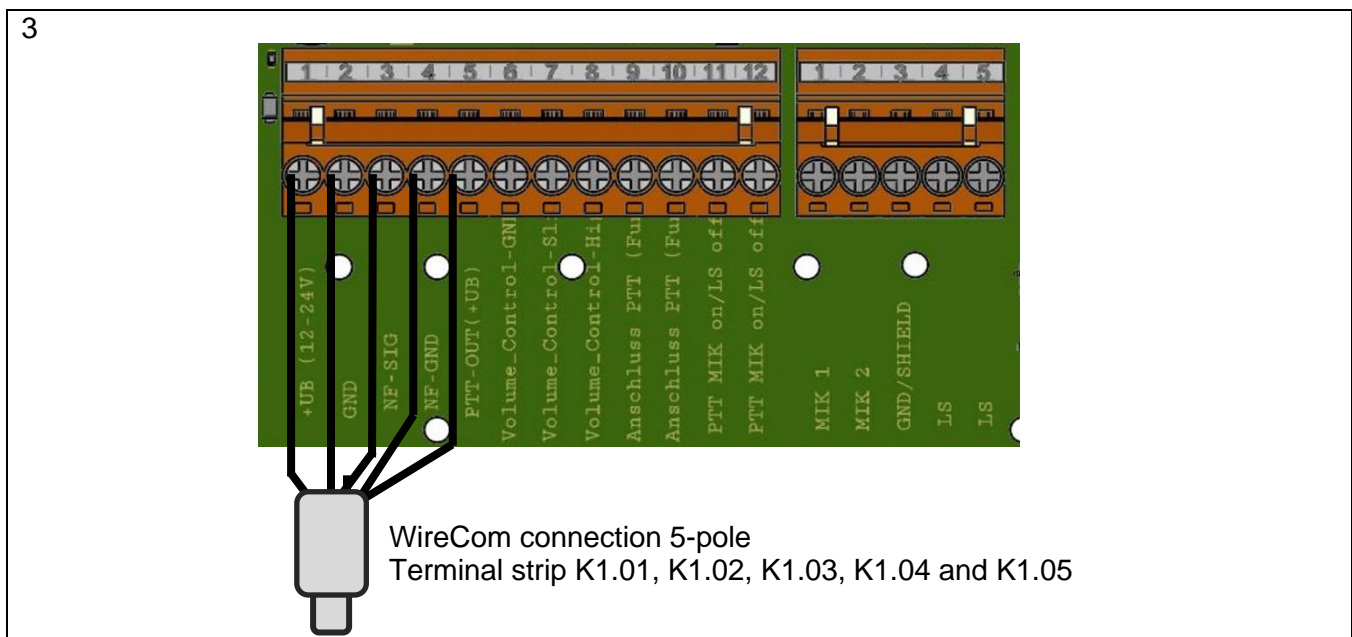 3
1 2 3 4 5 6 7 8 9 10 11 12
1 2 3 4 5
+UB (12-24V)
GND
NF-SIG
NF-GND
PTT-OUT(+UB)
Volume_Control-GN
Volume_Control-Sl
Volume_Control-Hig
Anschluss PTT (Fu
Anschluss PTT (Fu
PTT MIK on/LS off
PTT MIK on/LS off
MIK 1
MIK 2
GND/SHIELD
LS
LS
WireCom connection 5-pole
Terminal strip K1.01, K1.02, K1.03, K1.04 and K1.05